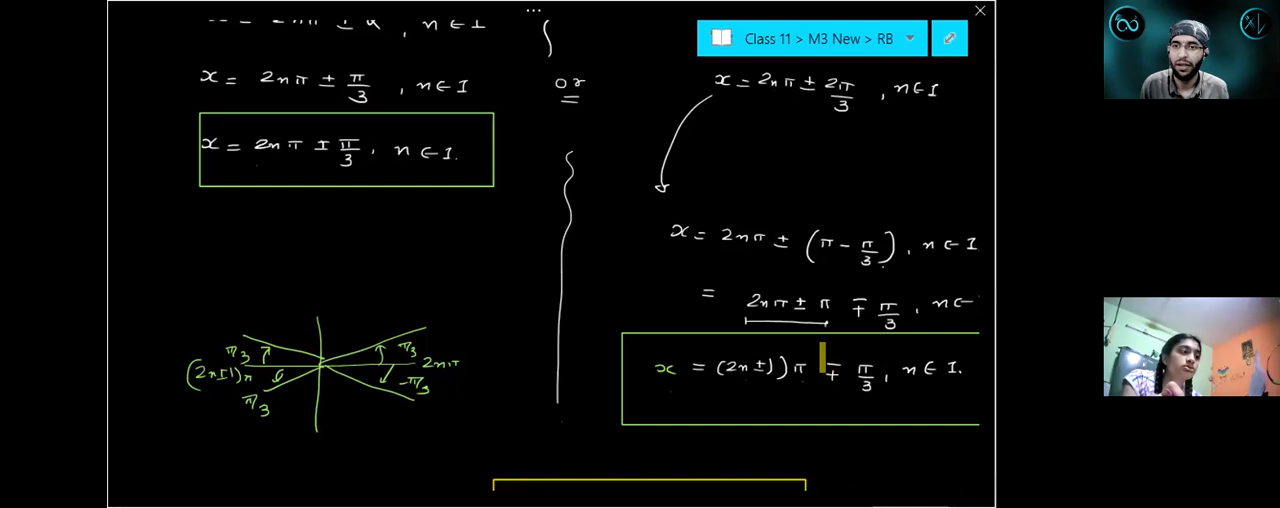 Class 11 > M3 New > RB
x = 2nπ ± α , n ∈ I
x = 2nπ ± π/3 , n ∈ I
x = 2nπ ± π/3 , n ∈ I.
or
x = 2nπ ± 2π/3 , n ∈ I
x = 2nπ ± (π - π/3) , n ∈ I
= 2nπ ± π ∓ π/3 , n ∈
x = (2n ± 1) π ∓ π/3 , n ∈ I.
π/3 π/3
(2n±1)π 2nπ
π/3 -π/3